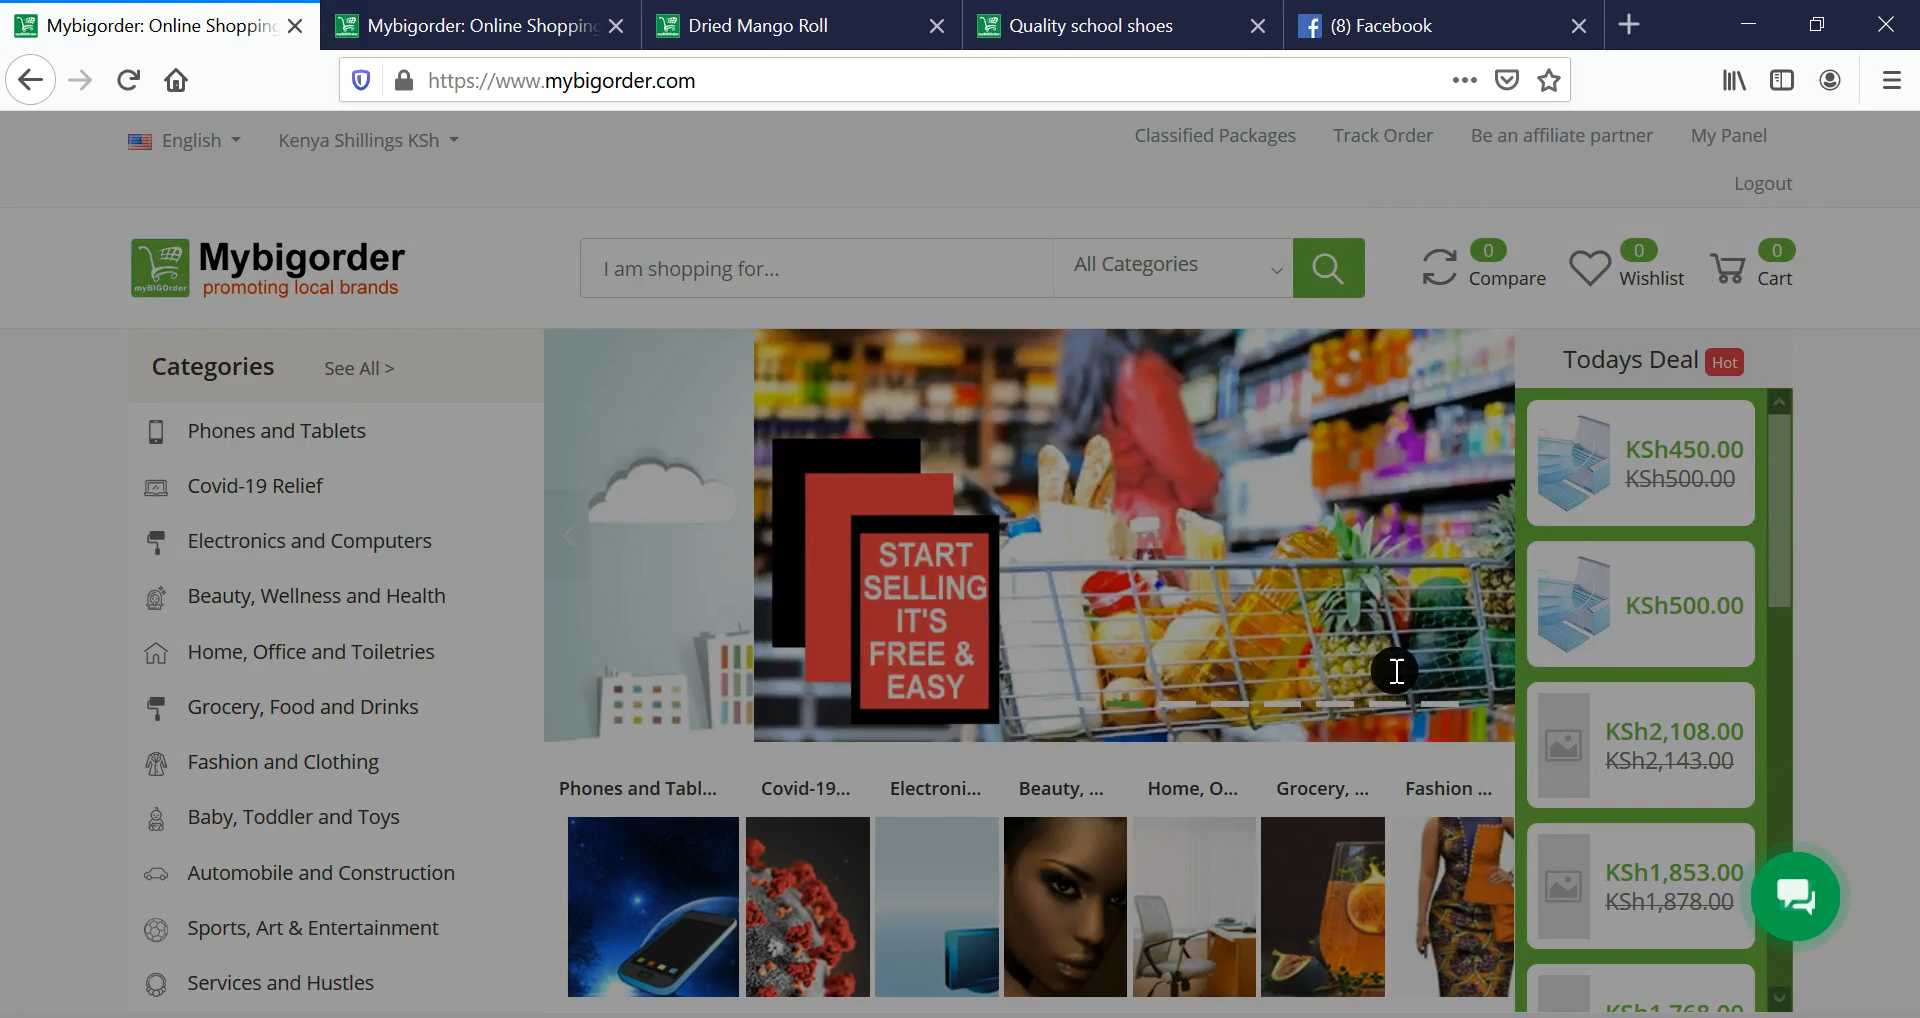 Mybigorder: Online Shopping
Mybigorder: Online Shopping
Dried Mango Roll
Quality school shoes
(8) Facebook
https://www.mybigorder.com
English
Kenya Shillings KSh
Classified Packages
Track Order
Be an affiliate partner
My Panel
Logout
myBIGOrder
Mybigorder
promoting local brands
I am shopping for...
All Categories
0
Compare
0
Wishlist
0
Cart
Categories
See All >
Phones and Tablets
Covid-19 Relief
Electronics and Computers
Beauty, Wellness and Health
Home, Office and Toiletries
Grocery, Food and Drinks
Fashion and Clothing
Baby, Toddler and Toys
Automobile and Construction
Sports, Art & Entertainment
Services and Hustles
START
SELLING
IT'S
FREE &
EASY
Phones and Tabl...
Covid-19...
Electroni...
Beauty, ...
Home, O...
Grocery, ...
Fashion ...
Todays Deal Hot
KSh450.00
KSh500.00
KSh500.00
KSh2,108.00
KSh2,143.00
KSh1,853.00
KSh1,878.00
KSh1,768.00